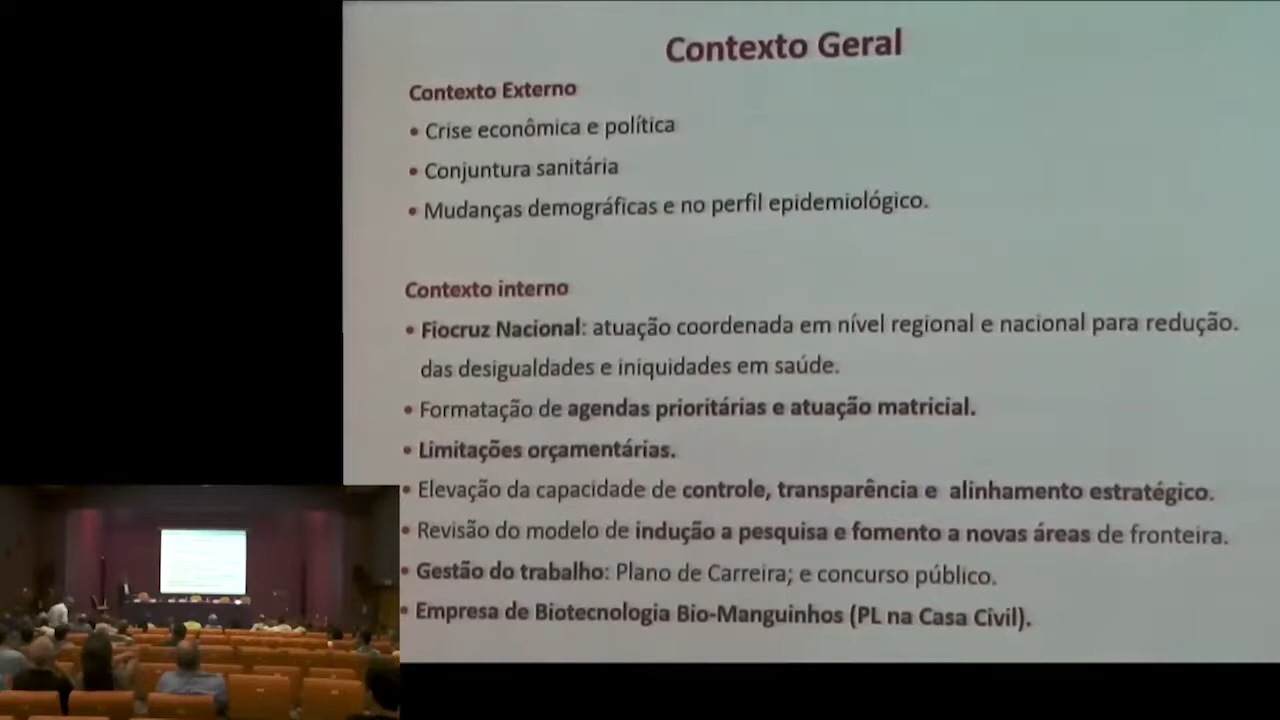 Contexto Geral
Contexto Externo
• Crise econômica e política
• Conjuntura sanitária
• Mudanças demográficas e no perfil epidemiológico.
Contexto interno
• Fiocruz Nacional: atuação coordenada em nível regional e nacional para redução.
das desigualdades e iniquidades em saúde.
• Formatação de agendas prioritárias e atuação matricial.
• Limitações orçamentárias.
• Elevação da capacidade de controle, transparência e alinhamento estratégico.
• Revisão do modelo de indução a pesquisa e fomento a novas áreas de fronteira.
• Gestão do trabalho: Plano de Carreira; e concurso público.
• Empresa de Biotecnologia Bio-Manguinhos (PL na Casa Civil).